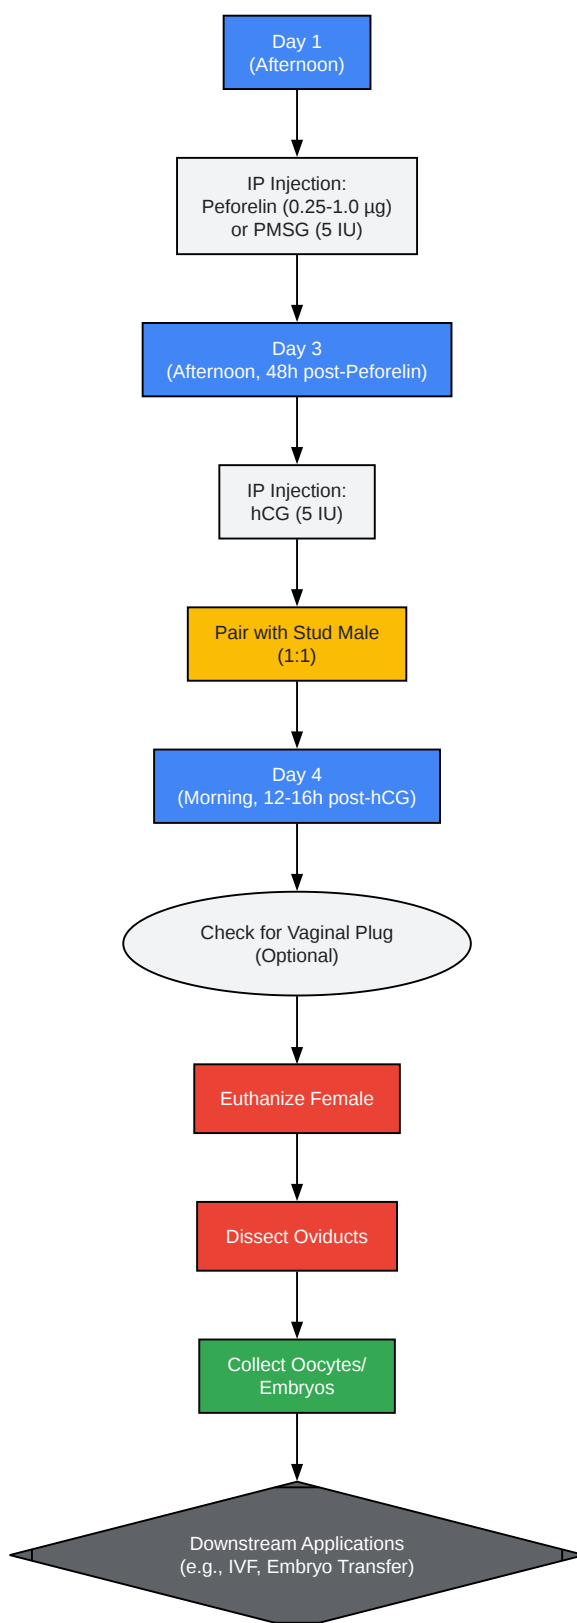 Day 1
(Afternoon)
IP Injection:
Peforelin (0.25-1.0 µg)
or PMSG (5 IU)
Day 3
(Afternoon, 48h post-Peforelin)
IP Injection:
hCG (5 IU)
Pair with Stud Male
(1:1)
Day 4
(Morning, 12-16h post-hCG)
Check for Vaginal Plug
(Optional)
Euthanize Female
Dissect Oviducts
Collect Oocytes/
Embryos
Downstream Applications
(e.g., IVF, Embryo Transfer)